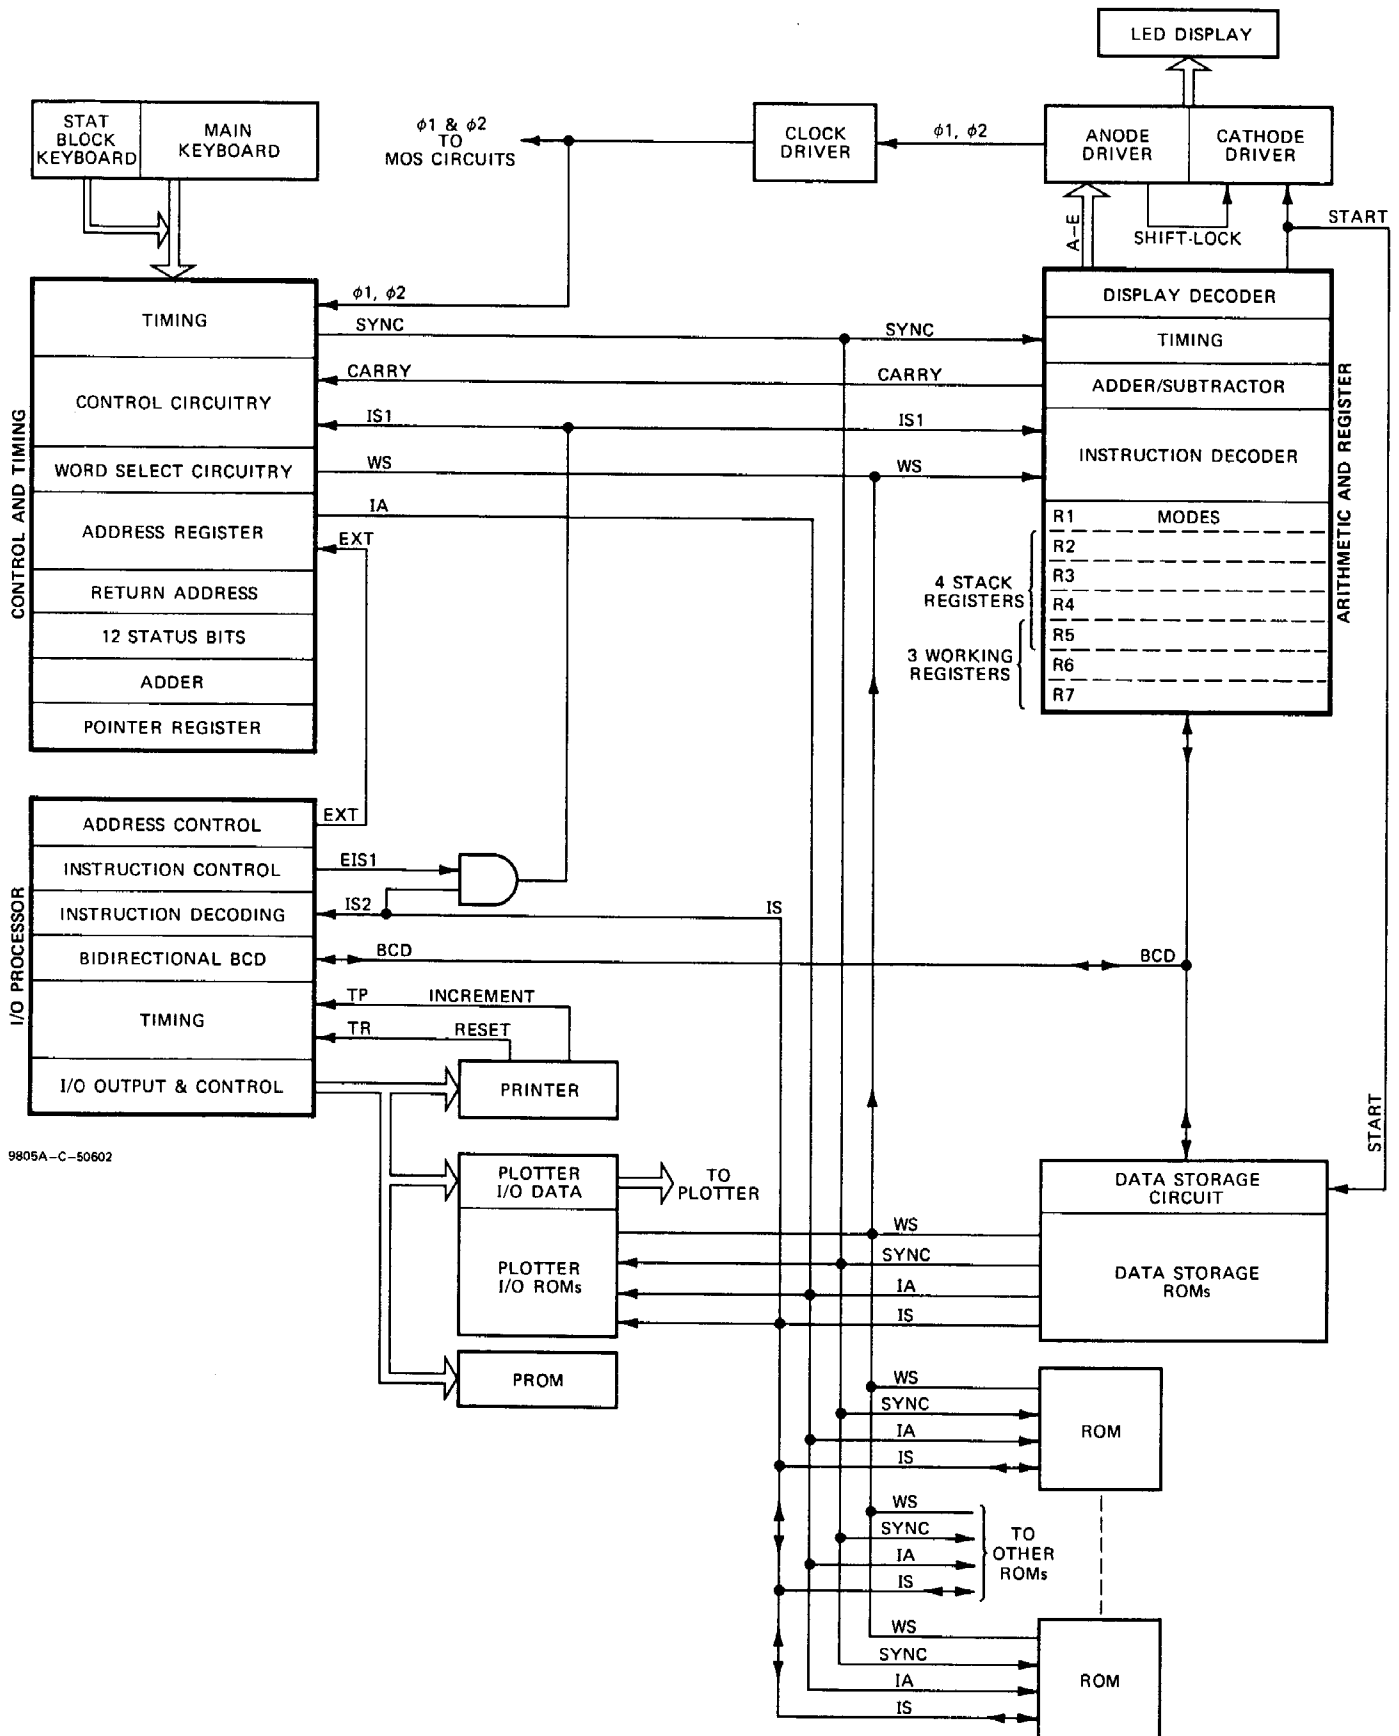 LED DISPLAY
STAT
BLOCK
KEYBOARD
MAIN
KEYBOARD
φ1 & φ2
TO
MOS CIRCUITS
CLOCK
DRIVER
φ1, φ2
ANODE
DRIVER
CATHODE
DRIVER
A–E
SHIFT-LOCK
START
CONTROL AND TIMING
TIMING
CONTROL CIRCUITRY
WORD SELECT CIRCUITRY
ADDRESS REGISTER
RETURN ADDRESS
12 STATUS BITS
ADDER
POINTER REGISTER
φ1, φ2
SYNC
SYNC
CARRY
CARRY
IS1
IS1
WS
WS
IA
EXT
DISPLAY DECODER
TIMING
ADDER/SUBTRACTOR
INSTRUCTION DECODER
R1 MODES
R2
R3
R4
R5
R6
R7
4 STACK
REGISTERS
3 WORKING
REGISTERS
ARITHMETIC AND REGISTER
I/O PROCESSOR
ADDRESS CONTROL
INSTRUCTION CONTROL
INSTRUCTION DECODING
BIDIRECTIONAL BCD
TIMING
I/O OUTPUT & CONTROL
EXT
EIS1
IS2
IS
BCD
BCD
TP INCREMENT
TR RESET
PRINTER
9805A–C–50602
PLOTTER
I/O DATA
TO
PLOTTER
PLOTTER
I/O ROMs
PROM
START
DATA STORAGE
CIRCUIT
DATA STORAGE
ROMs
WS
SYNC
IA
IS
WS
SYNC
IA
IS
ROM
WS
SYNC
IA
IS
TO
OTHER
ROMs
WS
SYNC
IA
IS
ROM